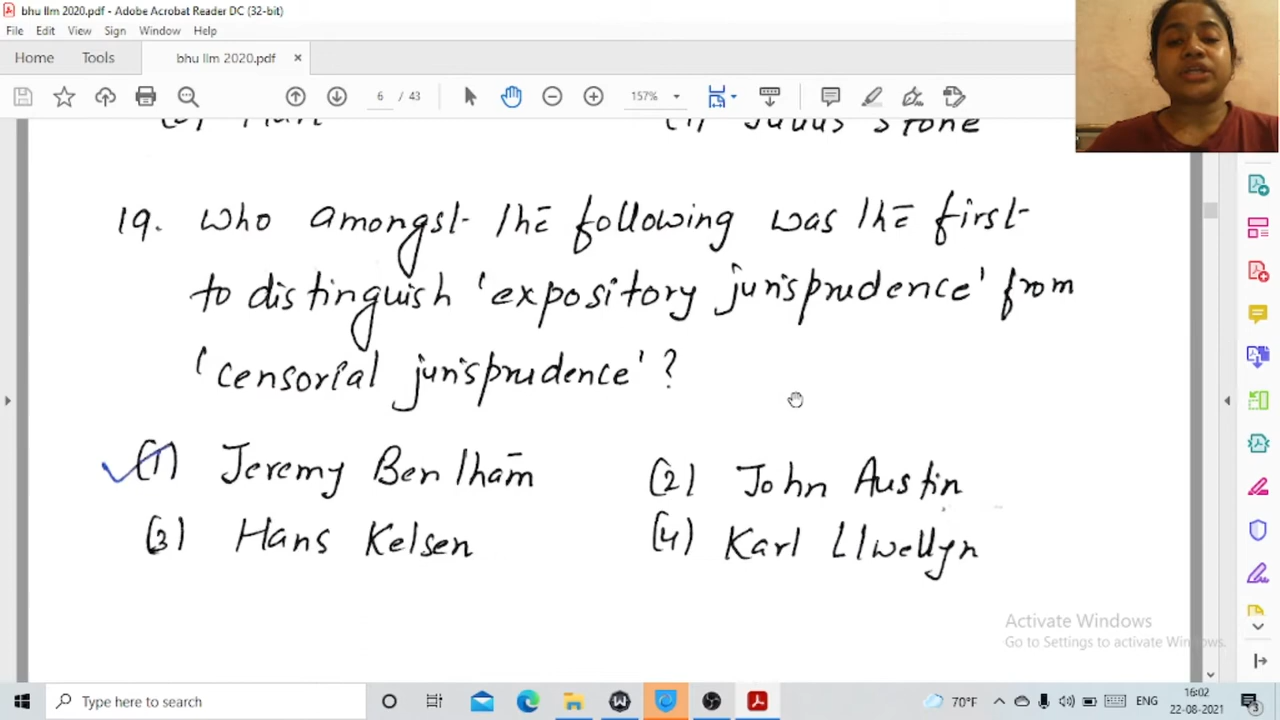 bhu llm 2020.pdf - Adobe Acrobat Reader DC (32-bit)
File Edit View Sign Window Help
Home Tools bhu llm 2020.pdf ×
6 / 43 157%
Julius Stone
19. Who amongst the following was the first
to distinguish 'expository jurisprudence' from
'censorial jurisprudence'?
(1) Jeremy Bentham (2) John Austin
(3) Hans Kelsen (4) Karl Llwellyn
Activate Windows
Go to Settings to activate Windows.
Type here to search
70°F ENG 16:02
22-08-2021 3